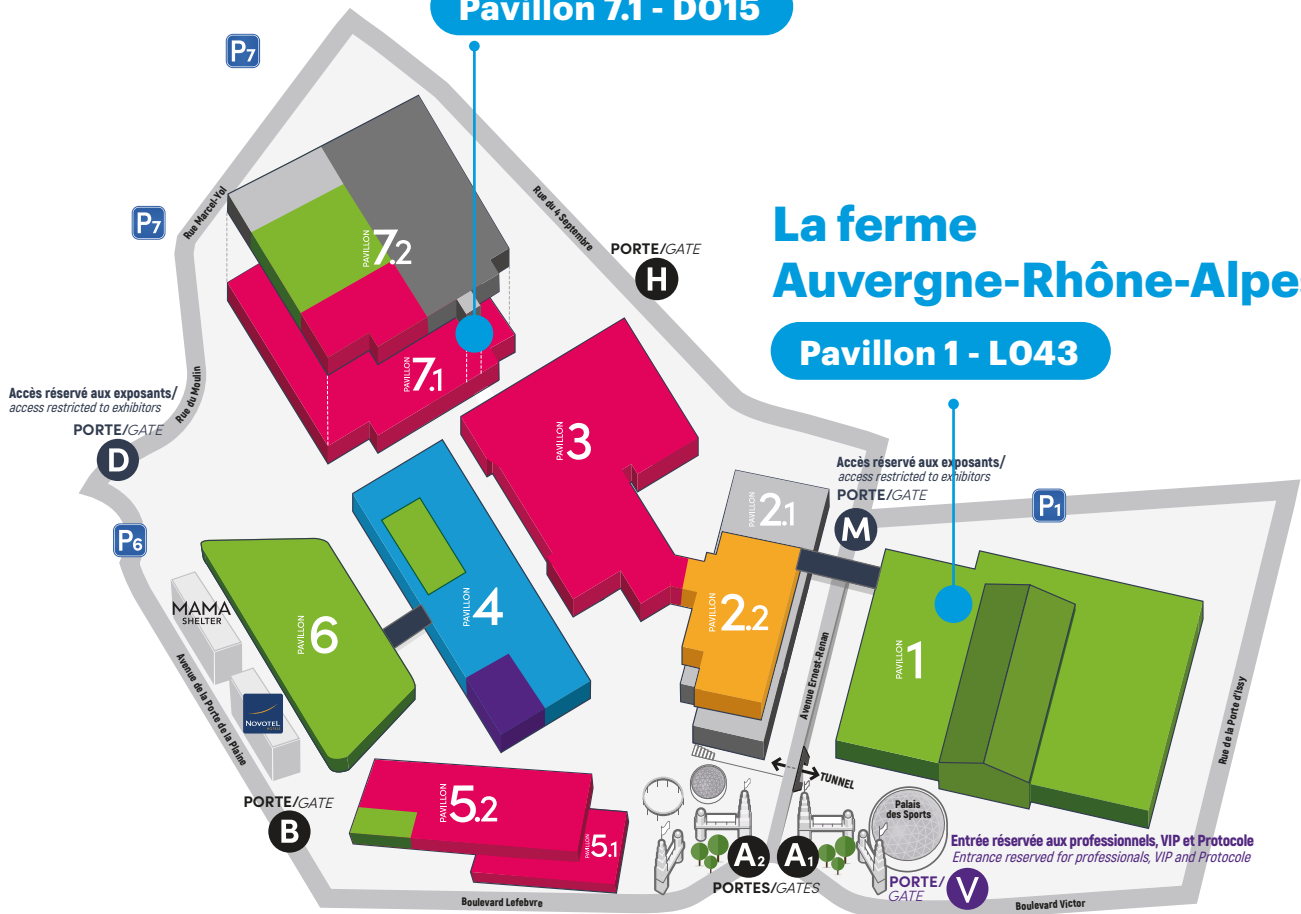 Pavillon 7.1 - D015
P7
Rue Marcel-Yol
Rue du 4 Septembre
P7
PAVILLON 7.2
PORTE/GATE
H
La ferme
Auvergne-Rhône-Alpe
Pavillon 1 - L043
PAVILLON 7.1
Rue du Moulin
Accès réservé aux exposants/
access restricted to exhibitors
PORTE/GATE
D
PAVILLON 3
Accès réservé aux exposants/
access restricted to exhibitors
PORTE/GATE
M
P1
PAVILLON 2.1
P6
MAMA
SHELTER
PAVILLON 6
PAVILLON 4
PAVILLON 2.2
PAVILLON 1
Avenue Ernest-Renan
Avenue de la Porte de la Plaine
NOVOTEL
HOTELS
Rue de la Porte d'Issy
TUNNEL
PORTE/GATE
B
PAVILLON 5.2
PAVILLON 5.1
Palais
des Sports
A2 A1
PORTES/GATES
Entrée réservée aux professionnels, VIP et Protocole
Entrance reserved for professionals, VIP and Protocole
PORTE/
GATE
V
Boulevard Lefebvre
Boulevard Victor